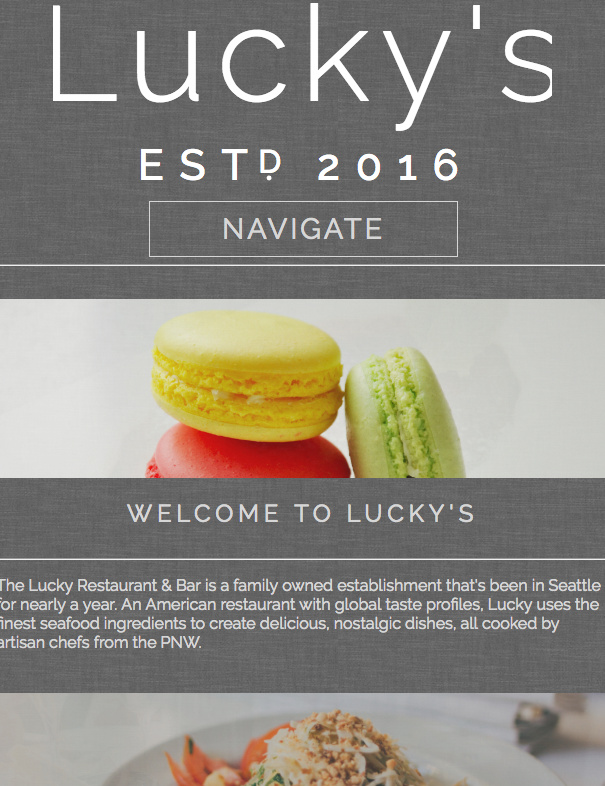 Lucky's
ESTD 2016
NAVIGATE
WELCOME TO LUCKY'S
The Lucky Restaurant & Bar is a family owned establishment that's been in Seattle
for nearly a year. An American restaurant with global taste profiles, Lucky uses the
finest seafood ingredients to create delicious, nostalgic dishes, all cooked by
artisan chefs from the PNW.